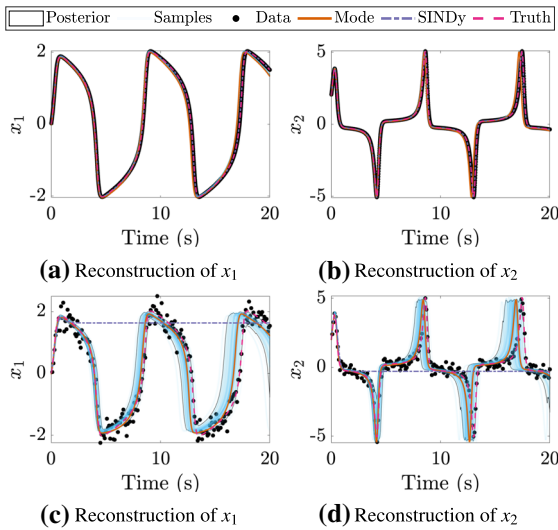 Posterior Samples Data Mode SINDy Truth
2
0
-2
x₁
0 10 20
Time (s)
(a) Reconstruction of x₁
5
0
-5
x₂
0 10 20
Time (s)
(b) Reconstruction of x₂
2
0
-2
x₁
0 10 20
Time (s)
(c) Reconstruction of x₁
5
0
-5
x₂
0 10 20
Time (s)
(d) Reconstruction of x₂